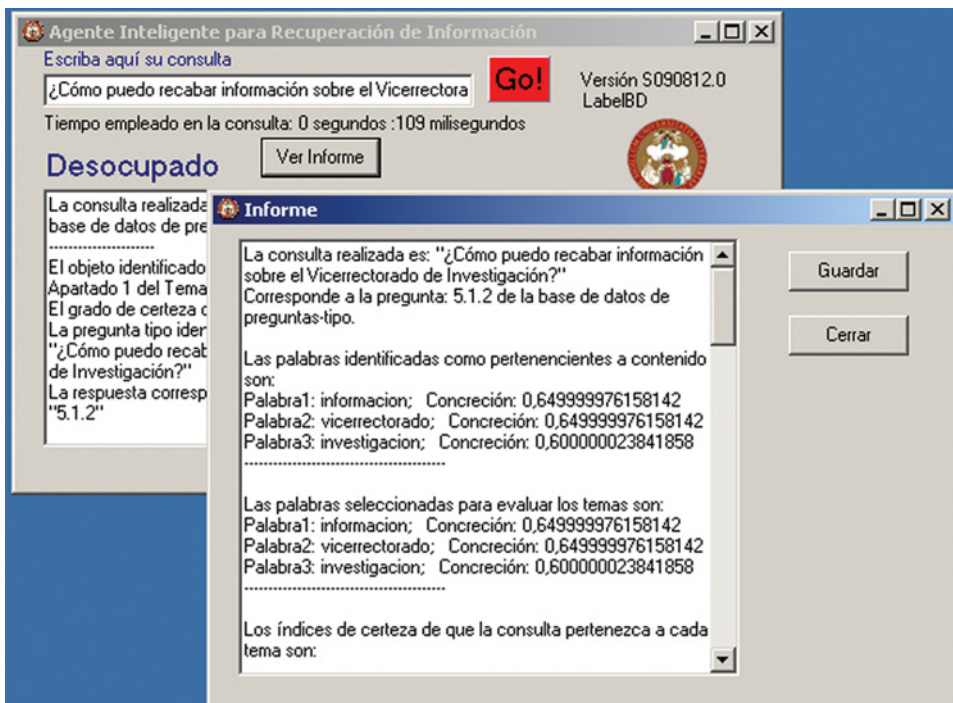 Agente Inteligente para Recuperación de Información
Escriba aquí su consulta
¿Cómo puedo recabar información sobre el Vicerrectora
Go!
Versión S090812.0
LabelBD
Tiempo empleado en la consulta: 0 segundos :109 milisegundos
Desocupado
Ver Informe
La consulta realizada
base de datos de pre
----------------------
El objeto identificado
Apartado 1 del Tema
El grado de certeza
La pregunta tipo iden
"¿Cómo puedo recab
de Investigación?"
La respuesta corresp
"5.1.2"
Informe
La consulta realizada es: "¿Cómo puedo recabar información
sobre el Vicerrectorado de Investigación?"
Corresponde a la pregunta: 5.1.2 de la base de datos de
preguntas-tipo.
Las palabras identificadas como pertenencientes a contenido
son:
Palabra1: informacion; Concreción: 0,649999976158142
Palabra2: vicerrectorado; Concreción: 0,649999976158142
Palabra3: investigacion; Concreción: 0,600000023841858
------------------------------------------
Las palabras seleccionadas para evaluar los temas son:
Palabra1: informacion; Concreción: 0,649999976158142
Palabra2: vicerrectorado; Concreción: 0,649999976158142
Palabra3: investigacion; Concreción: 0,600000023841858
------------------------------------------
Los índices de certeza de que la consulta pertenezca a cada
tema son:
Guardar
Cerrar